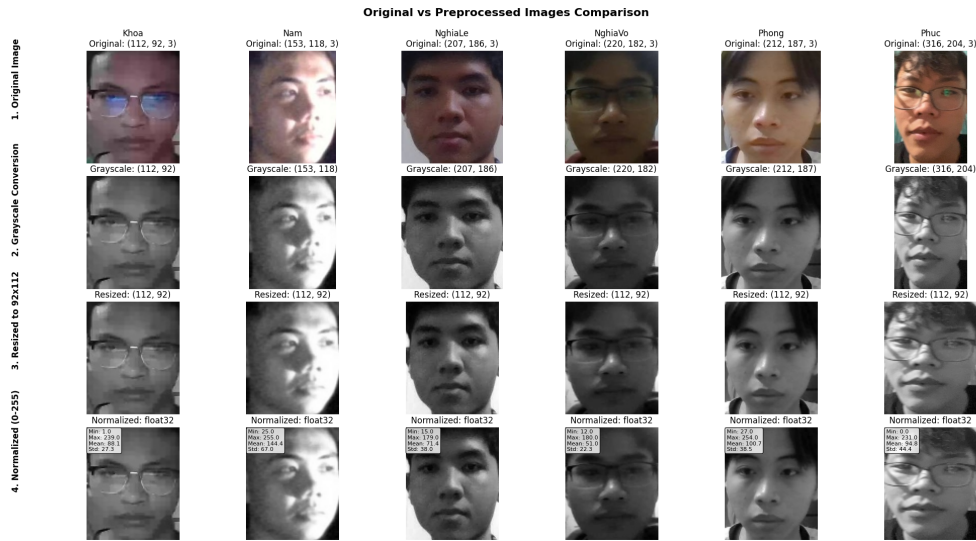 Original vs Preprocessed Images Comparison
Khoa
Original: (112, 92, 3)
Nam
Original: (153, 118, 3)
NghiaLe
Original: (207, 186, 3)
NghiaVo
Original: (220, 182, 3)
Phong
Original: (212, 187, 3)
Phuc
Original: (316, 204, 3)
1. Original Image
Grayscale: (112, 92)
Grayscale: (153, 118)
Grayscale: (207, 186)
Grayscale: (220, 182)
Grayscale: (212, 187)
Grayscale: (316, 204)
2. Grayscale Conversion
Resized: (112, 92)
Resized: (112, 92)
Resized: (112, 92)
Resized: (112, 92)
Resized: (112, 92)
Resized: (112, 92)
3. Resized to 92x112
Normalized: float32
Normalized: float32
Normalized: float32
Normalized: float32
Normalized: float32
Normalized: float32
4. Normalized (0-255)
Min: 1.0
Max: 239.0
Mean: 88.1
Std: 27.3
Min: 25.0
Max: 255.0
Mean: 144.4
Std: 67.0
Min: 15.0
Max: 179.0
Mean: 71.4
Std: 38.0
Min: 12.0
Max: 180.0
Mean: 51.0
Std: 22.3
Min: 27.0
Max: 254.0
Mean: 100.7
Std: 38.5
Min: 0.0
Max: 231.0
Mean: 94.8
Std: 44.4